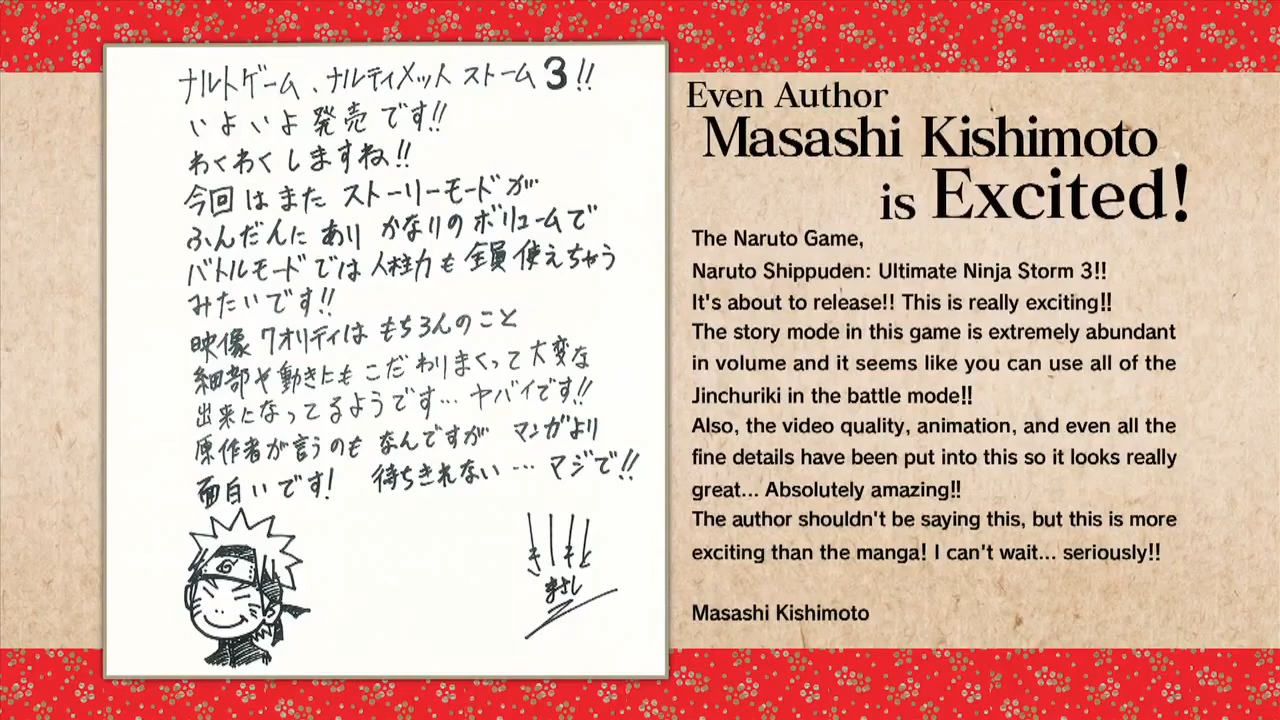 ナルトゲーム、ナルティメットストーム3!!
いよいよ発売です!!
わくわくしますね!!
今回はまたストーリーモードが
ふんだんにありかなりのボリュームで
バトルモードでは人柱力も全員使えちゃう
みたいです!!
映像クオリティはもちろんのこと
細部や動きにもこだわりまくって大変な
出来になってるようです…ヤバイです!!
原作者が言うのもなんですがマンガより
面白いです! 待ちきれない…マジで!!
きしもと
まさし
Even Author
Masashi Kishimoto
is Excited!
The Naruto Game,
Naruto Shippuden: Ultimate Ninja Storm 3!!
It's about to release!! This is really exciting!!
The story mode in this game is extremely abundant
in volume and it seems like you can use all of the
Jinchuriki in the battle mode!!
Also, the video quality, animation, and even all the
fine details have been put into this so it looks really
great... Absolutely amazing!!
The author shouldn't be saying this, but this is more
exciting than the manga! I can't wait... seriously!!
Masashi Kishimoto